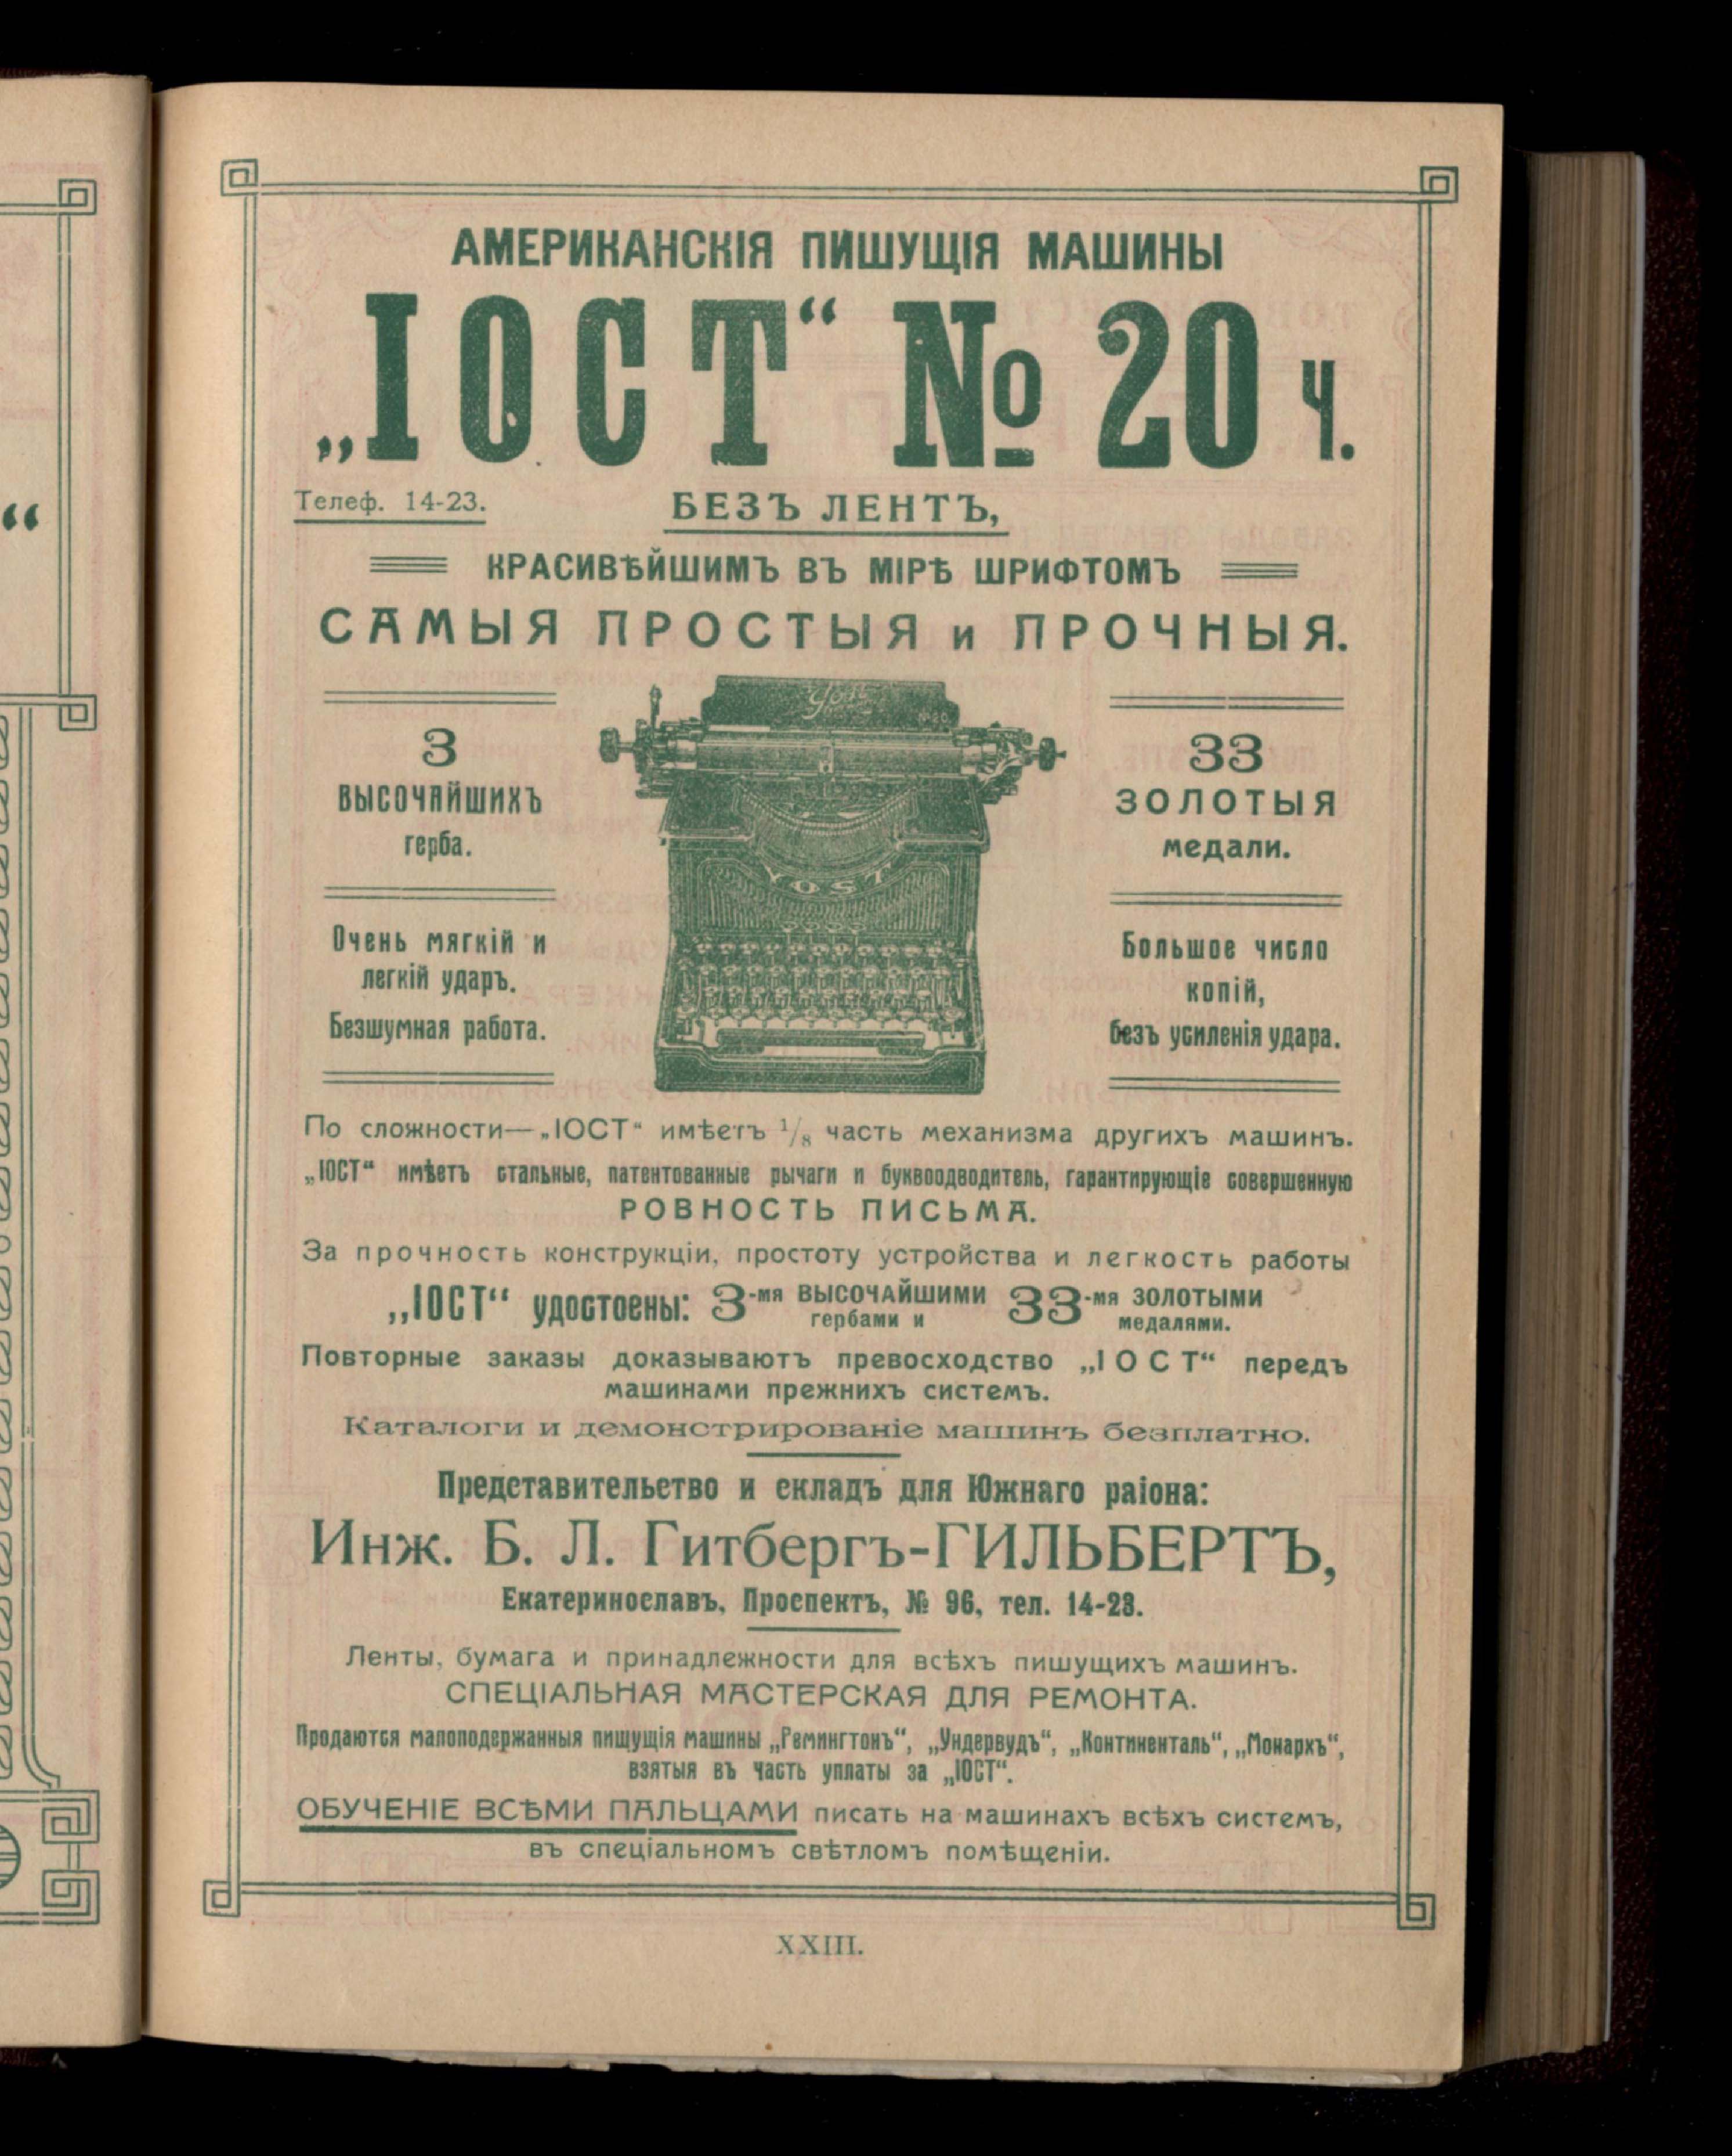 АМЕРИКАНСКІЯ ПИШУЩІЯ МАШИНЫ
„ІОСТ“ № 20 ч.
Телеф. 14-23.
БЕЗЪ ЛЕНТЪ,
КРАСИВѢЙШИМЪ ВЪ МІРѢ ШРИФТОМЪ
САМЫЯ ПРОСТЫЯ и ПРОЧНЫЯ.
3
ВЫСОЧАЙШИХЪ
герба.
Очень мягкій и
легкій ударъ.
Безшумная работа.
Yost
№ 20
YOST
33
ЗОЛОТЫЯ
медали.
Большое число
копій,
безъ усиленія удара.
По сложности—„ІОСТ“ имѣетъ 1/8 часть механизма другихъ машинъ.
„ІОСТ“ имѣетъ стальные, патентованные рычаги и буквоодводитель, гарантирующіе совершенную
РОВНОСТЬ ПИСЬМА.
За прочность конструкціи, простоту устройства и легкость работы
„ІОСТ“ удостоены: 3-мя ВЫСОЧАЙШИМИ гербами и 33-мя ЗОЛОТЫМИ медалями.
Повторные заказы доказываютъ превосходство „ІОСТ“ передъ
машинами прежнихъ системъ.
Каталоги и демонстрированіе машинъ безплатно.
Представительство и складъ для Южнаго раіона:
Инж. Б. Л. Гитбергъ-ГИЛЬБЕРТЪ,
Екатеринославъ, Проспектъ, № 96, тел. 14-23.
Ленты, бумага и принадлежности для всѣхъ пишущихъ машинъ.
СПЕЦІАЛЬНАЯ МАСТЕРСКАЯ ДЛЯ РЕМОНТА.
Продаются малоподержанныя пишущія машины „Ремингтонъ“, „Ундервудъ“, „Континенталь“, „Монархъ“,
взятыя въ часть уплаты за „ІОСТ“.
ОБУЧЕНІЕ ВСѢМИ ПАЛЬЦАМИ писать на машинахъ всѣхъ системъ,
въ спеціальномъ свѣтломъ помѣщеніи.
XXIII.